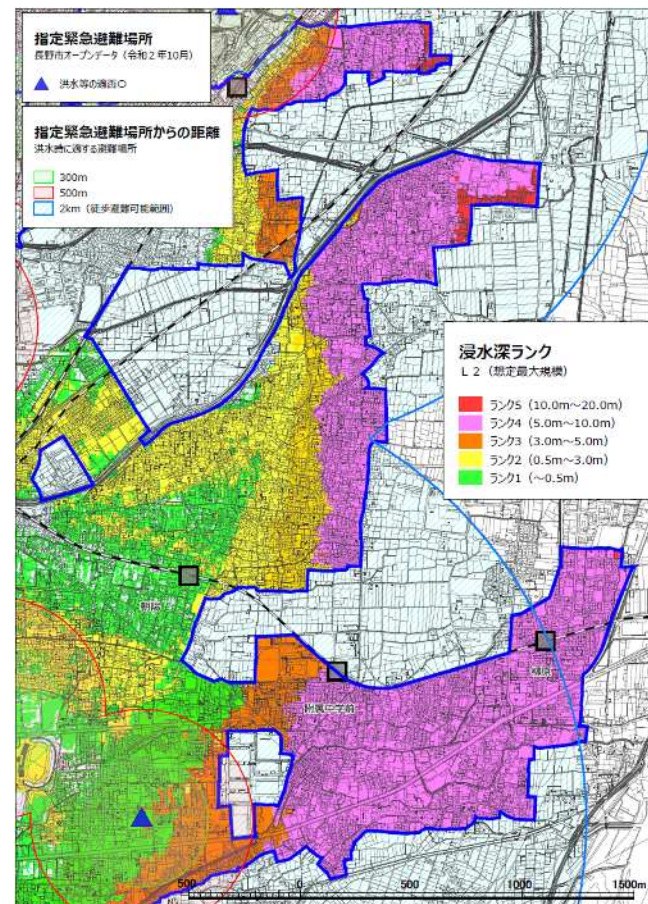 指定緊急避難場所
長野市オープンデータ（令和２年10月）
洪水等の適否○
指定緊急避難場所からの距離
洪水時に適する避難場所
300m
500m
2km（徒歩避難可能範囲）
浸水深ランク
Ｌ２（想定最大規模）
ランク5（10.0m～20.0m）
ランク4（5.0m～10.0m）
ランク3（3.0m～5.0m）
ランク2（0.5m～3.0m）
ランク1（～0.5m）
朝陽
柳原
附属中学前
500
0
500
1000
1500m